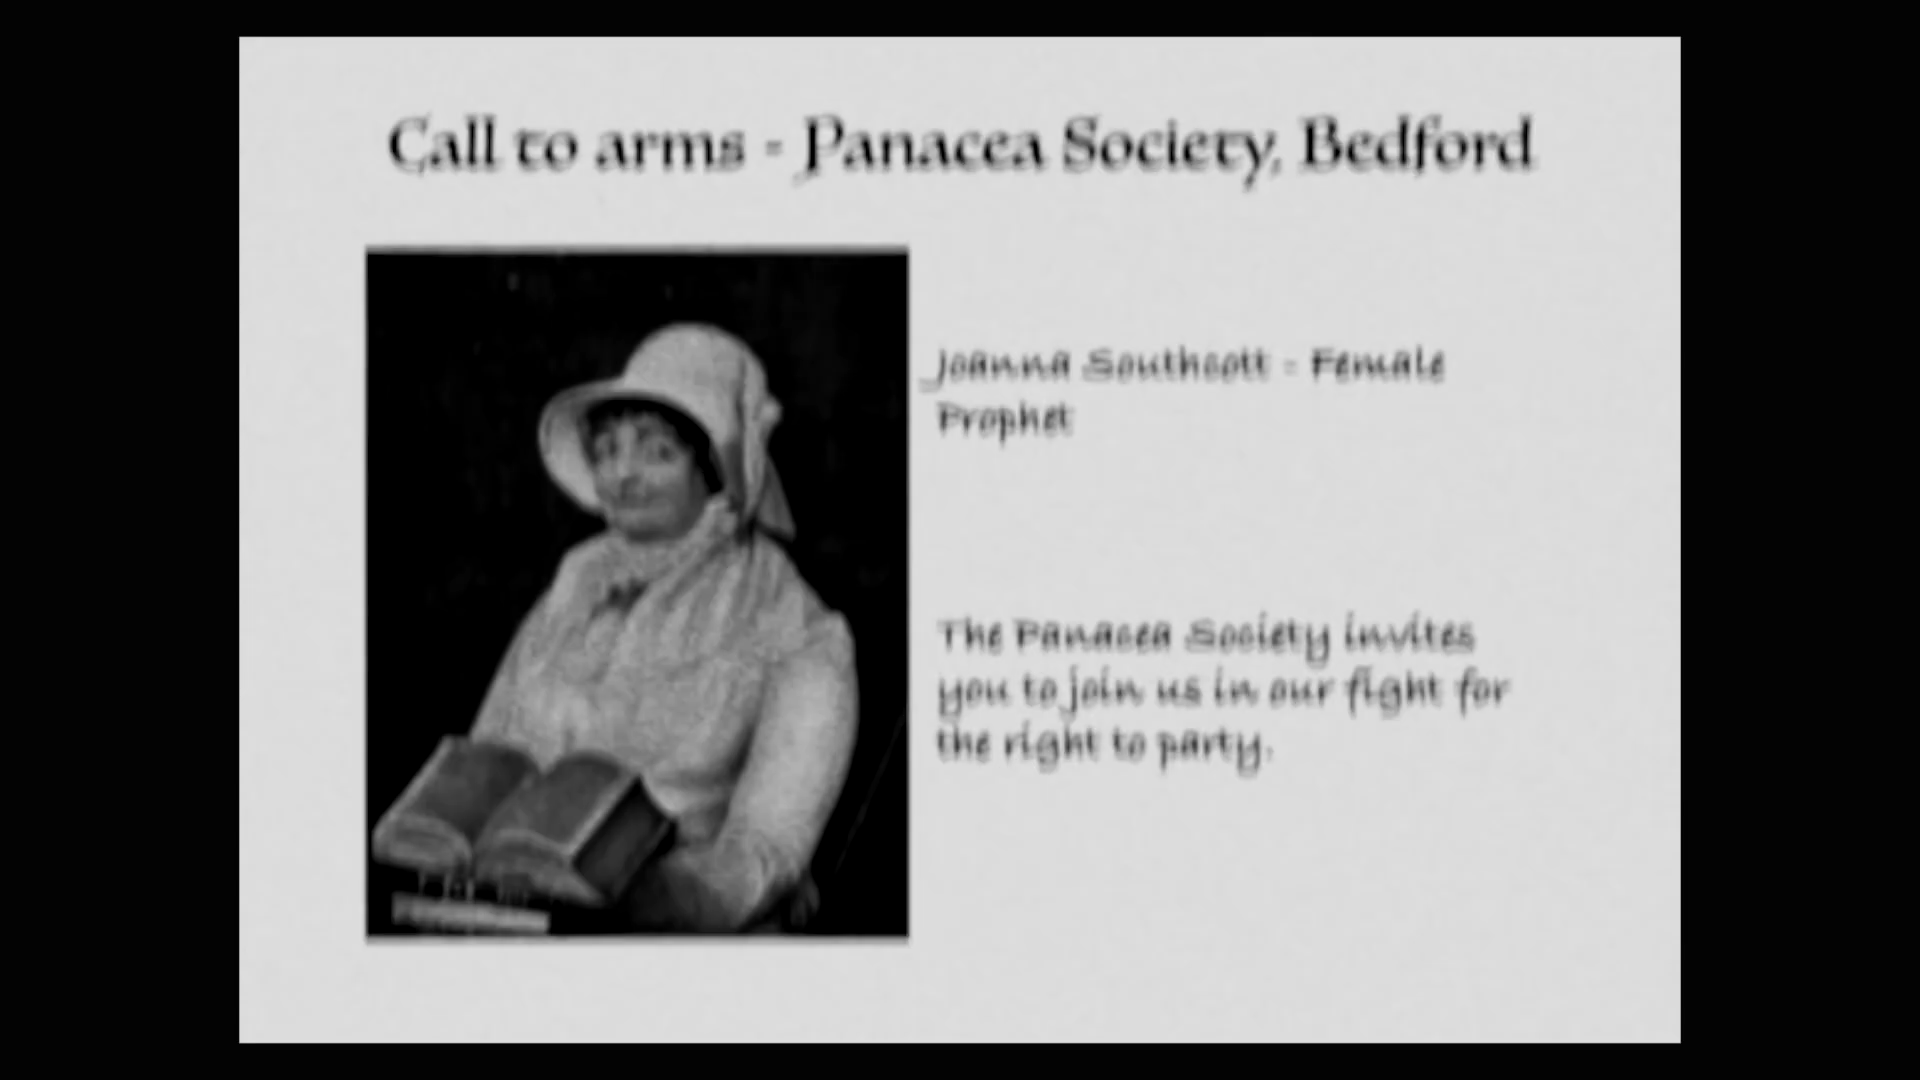 Call to arms - Panacea Society, Bedford
Joanna Southcott - Female
Prophet
The Panacea Society invites
you to join us in our fight for
the right to party.